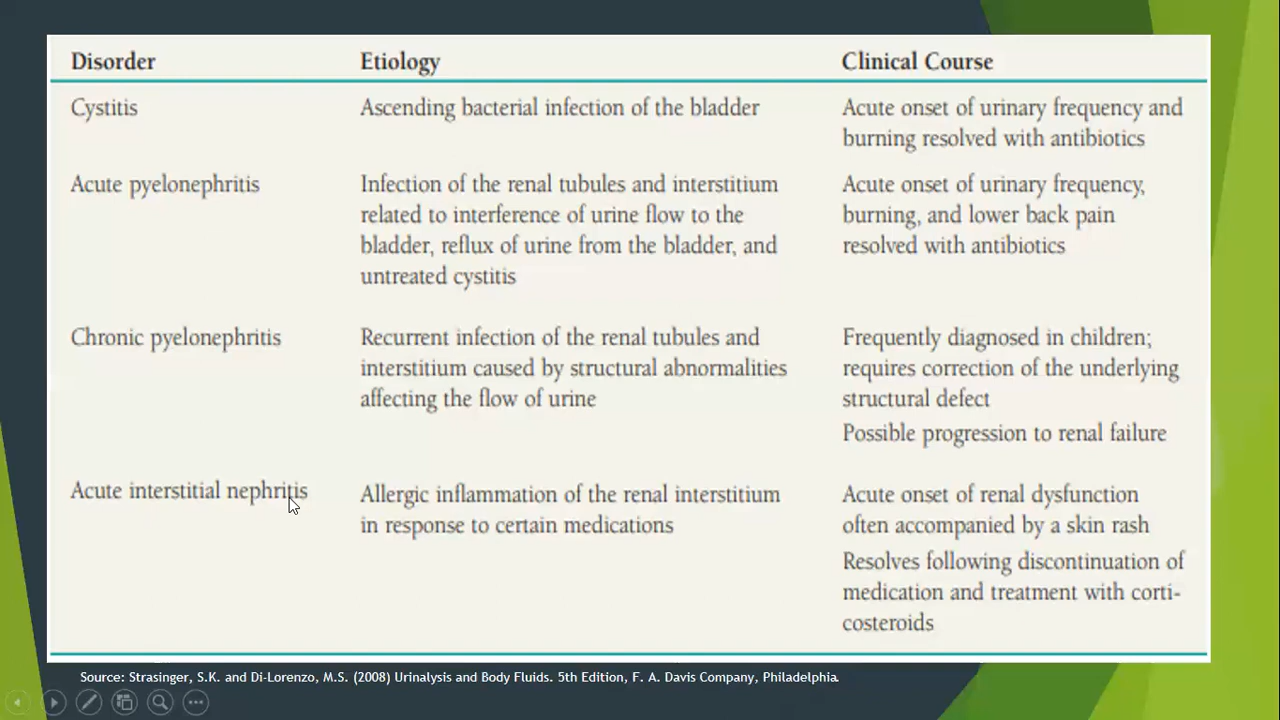 Disorder Etiology Clinical Course
Cystitis Ascending bacterial infection of the bladder Acute onset of urinary frequency and
burning resolved with antibiotics
Acute pyelonephritis Infection of the renal tubules and interstitium Acute onset of urinary frequency,
related to interference of urine flow to the burning, and lower back pain
bladder, reflux of urine from the bladder, and resolved with antibiotics
untreated cystitis
Chronic pyelonephritis Recurrent infection of the renal tubules and Frequently diagnosed in children;
interstitium caused by structural abnormalities requires correction of the underlying
affecting the flow of urine structural defect
Possible progression to renal failure
Acute interstitial nephritis Allergic inflammation of the renal interstitium Acute onset of renal dysfunction
in response to certain medications often accompanied by a skin rash
Resolves following discontinuation of
medication and treatment with corti-
costeroids
Source: Strasinger, S.K. and Di-Lorenzo, M.S. (2008) Urinalysis and Body Fluids. 5th Edition, F. A. Davis Company, Philadelphia.